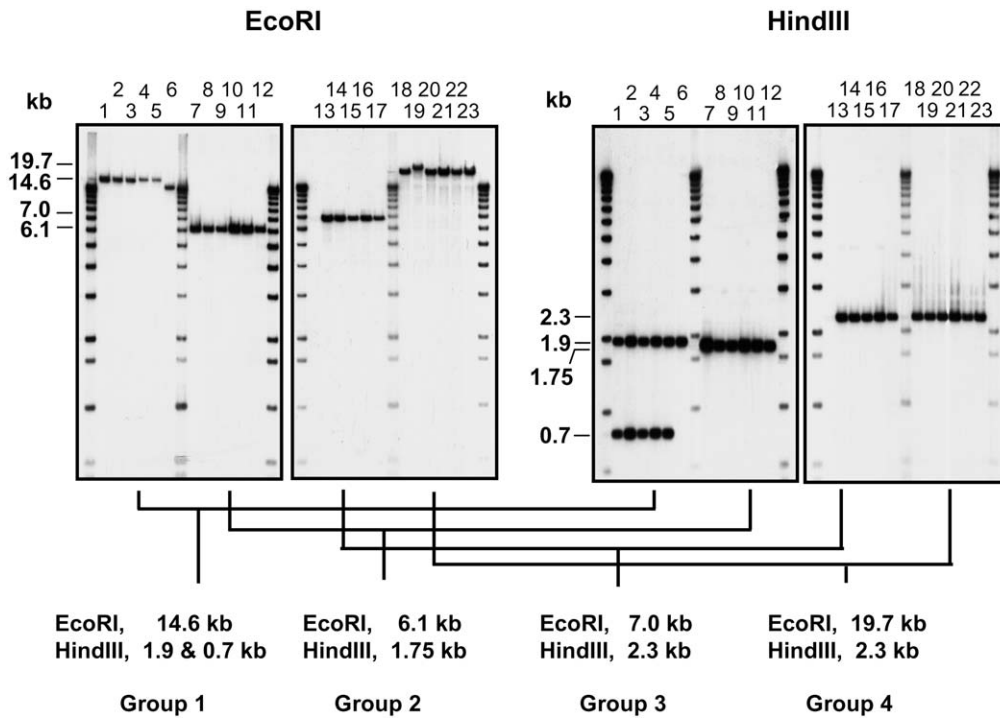 EcoRI HindIII
2 4 6 8 10 12 14 16 18 20 22 2 4 6 8 10 12 14 16 18 20 22
kb 1 3 5 7 9 11 13 15 17 19 21 23 kb 1 3 5 7 9 11 13 15 17 19 21 23
19.7
14.6
7.0
6.1
2.3
1.9
1.75
0.7
EcoRI, 14.6 kb EcoRI, 6.1 kb EcoRI, 7.0 kb EcoRI, 19.7 kb
HindIII, 1.9 & 0.7 kb HindIII, 1.75 kb HindIII, 2.3 kb HindIII, 2.3 kb
Group 1 Group 2 Group 3 Group 4